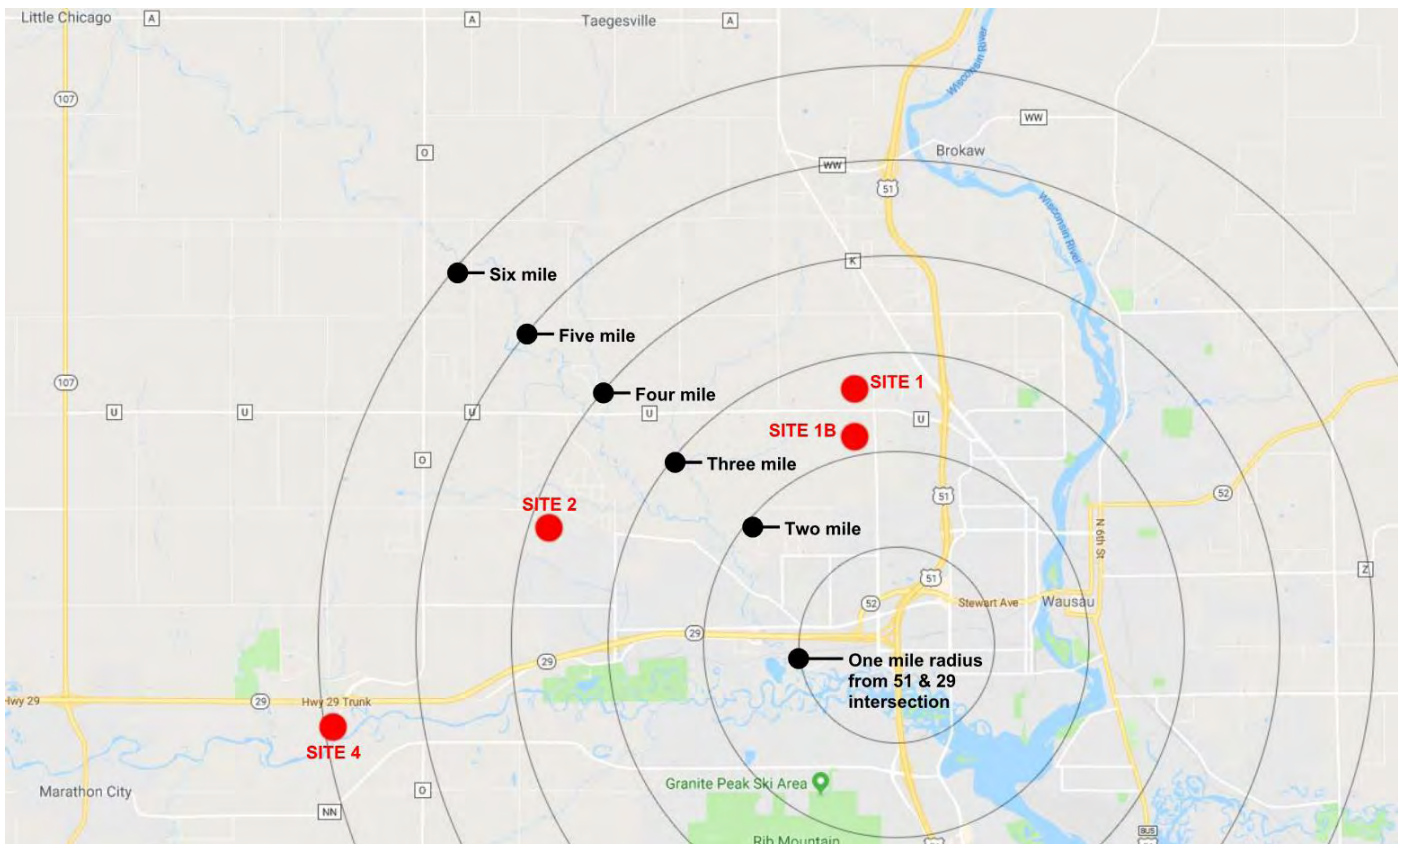 Little Chicago
A
A
Taegesville
A
107
Wisconsin River
WW
O
Brokaw
WW
51
Wisconsin River
K
Six mile
Five mile
107
SITE 1
Four mile
U
U
U
U
U
SITE 1B
O
Three mile
52
SITE 2
51
Two mile
N 6th St
Z
51
52
Stewart Ave
Wausau
29
29
One mile radius
from 51 & 29
intersection
Hwy 29
29
Hwy 29 Trunk
SITE 4
Granite Peak Ski Area
Marathon City
O
NN
BUS
Rib Mountain